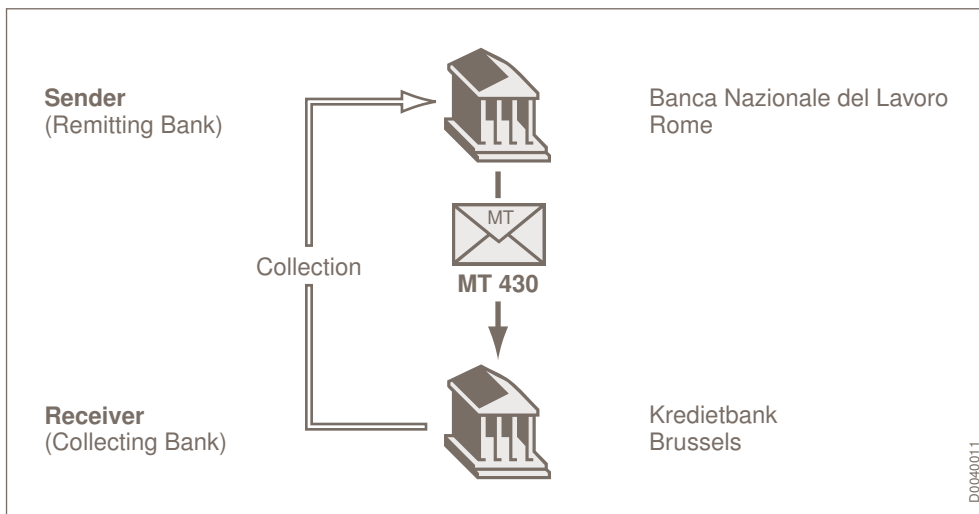 Sender
(Remitting Bank)
Banca Nazionale del Lavoro
Rome
MT
Collection
MT 430
Receiver
(Collecting Bank)
Kredietbank
Brussels
D0040011